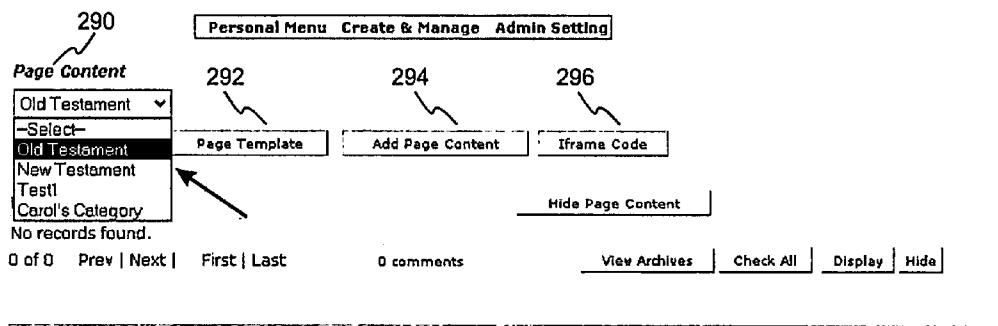 290
Personal Menu Create & Manage Admin Setting
Page Content
292 294 296
Old Testament
--Select--
Old Testament
Page Template Add Page Content Iframe Code
New Testament
Test1
Carol's Category
Hide Page Content
No records found.
0 of 0 Prev | Next | First | Last 0 comments View Archives Check All Display Hide